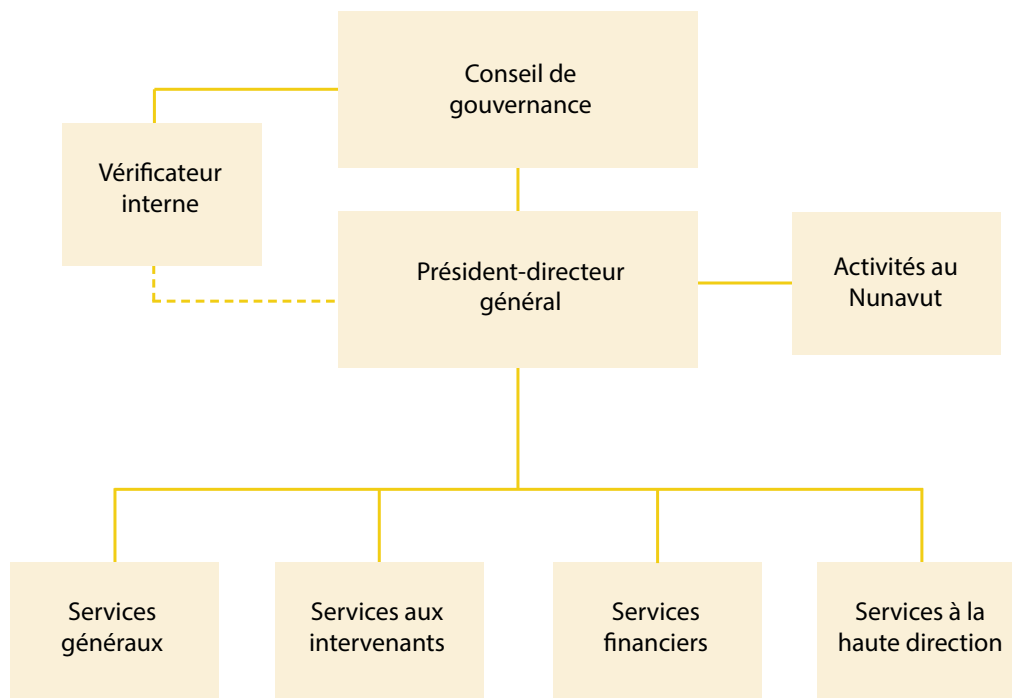 Conseil de
gouvernance
Vérificateur
interne
Président-directeur
général
Activités au
Nunavut
Services
généraux
Services aux
intervenants
Services
financiers
Services à la
haute direction